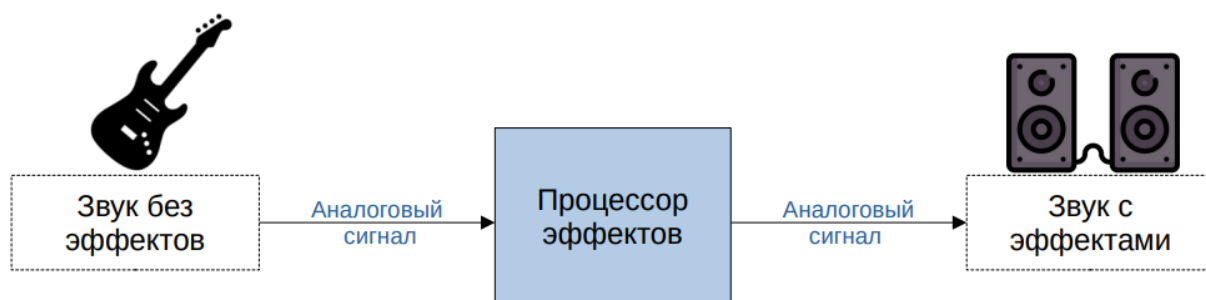 Звук без
эффектов
Аналоговый
сигнал
Процессор
эффектов
Аналоговый
сигнал
Звук с
эффектами